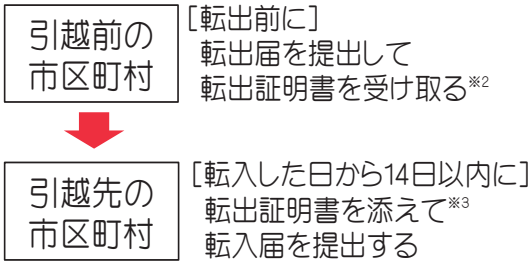 引越前の
市区町村
[転出前に]
転出届を提出して
転出証明書を受け取る※2
引越先の
市区町村
[転入した日から14日以内に]
転出証明書を添えて※3
転入届を提出する